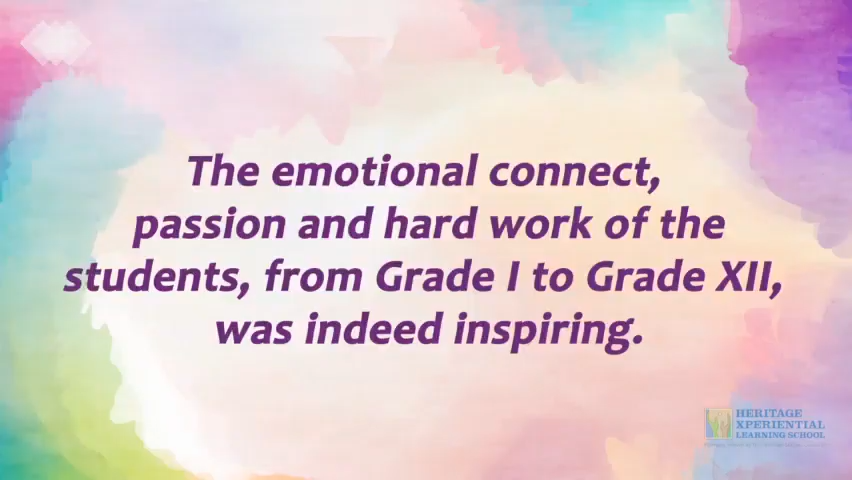 The emotional connect,
passion and hard work of the
students, from Grade I to Grade XII,
was indeed inspiring.
HERITAGE
XPERIENTIAL
LEARNING SCHOOL